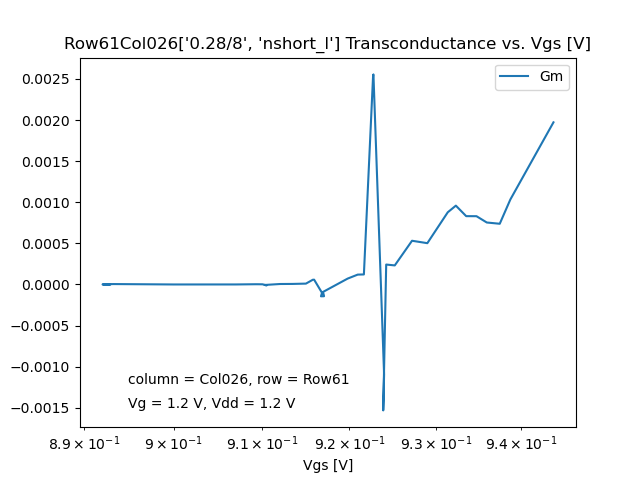 Row61Col026['0.28/8', 'nshort_l'] Transconductance vs. Vgs [V]
Gm
0.0025
0.0020
0.0015
0.0010
0.0005
0.0000
−0.0005
−0.0010
−0.0015
column = Col026, row = Row61
Vg = 1.2 V, Vdd = 1.2 V
8.9 × 10⁻¹ 9 × 10⁻¹ 9.1 × 10⁻¹ 9.2 × 10⁻¹ 9.3 × 10⁻¹ 9.4 × 10⁻¹
Vgs [V]